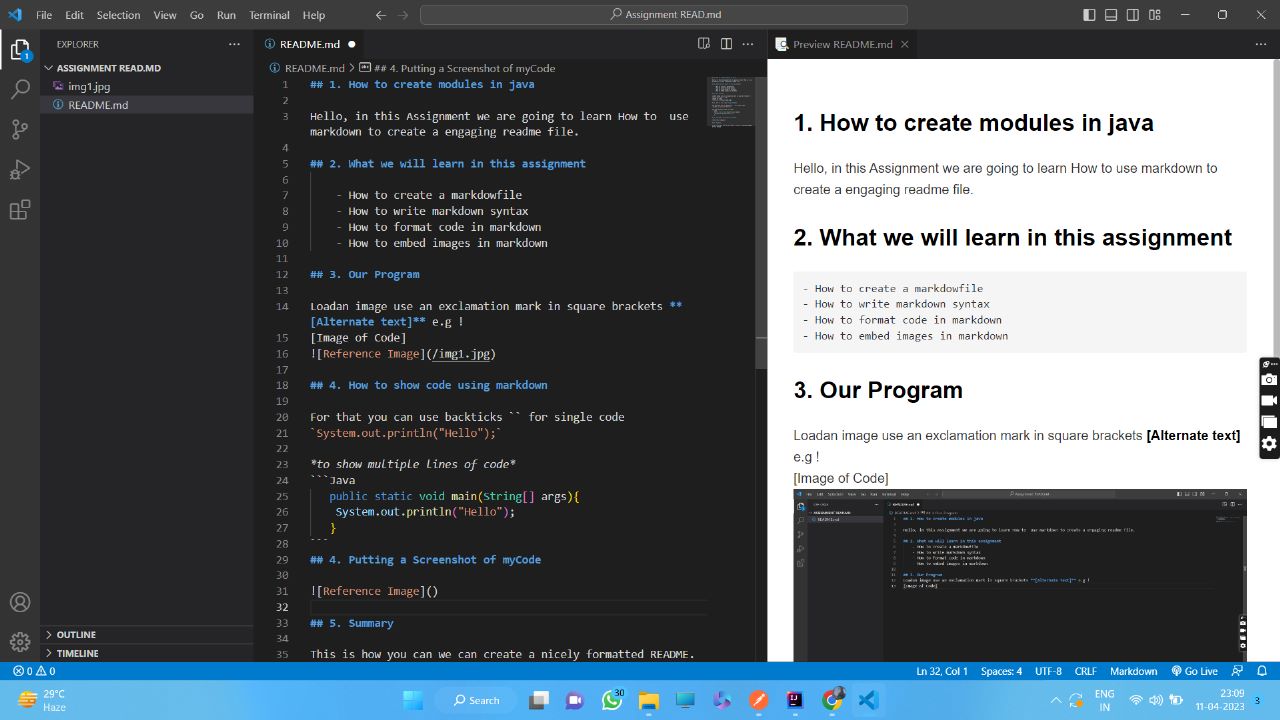 File Edit Selection View Go Run Terminal Help
Assignment READ.md
EXPLORER
ASSIGNMENT READ.MD
img1.jpg
README.md
1
README.md
README.md > ## 4. Putting a Screenshot of myCode
1 ## 1. How to create modules in java
2
3 Hello, in this Assignment we are going to learn How to  use
markdown to create a engaging readme file.
4
5 ## 2. What we will learn in this assignment
6
7 - How to create a markdowfile
8 - How to write markdown syntax
9 - How to format code in markdown
10 - How to embed images in markdown
11
12 ## 3. Our Program
13
14 Loadan image use an exclamation mark in square brackets **
[Alternate text]** e.g !
15 [Image of Code]
16 ![Reference Image](/img1.jpg)
17
18 ## 4. How to show code using markdown
19
20 For that you can use backticks `` for single code
21 `System.out.println("Hello");`
22
23 *to show multiple lines of code*
24 ```Java
25 public static void main(String[] args){
26 System.out.println("Hello");
27 }
28 ```
29 ## 4. Putting a Screenshot of myCode
30
31 ![Reference Image]()
32
33 ## 5. Summary
34
35 This is how you can we can create a nicely formatted README.
OUTLINE
TIMELINE
Preview README.md
1. How to create modules in java
Hello, in this Assignment we are going to learn How to use markdown to
create a engaging readme file.
2. What we will learn in this assignment
- How to create a markdowfile
- How to write markdown syntax
- How to format code in markdown
- How to embed images in markdown
3. Our Program
Loadan image use an exclamation mark in square brackets [Alternate text]
e.g !
[Image of Code]
0 0
Ln 32, Col 1 Spaces: 4 UTF-8 CRLF Markdown Go Live
29°C
Haze
Search
30
ENG
IN
23:09
11-04-2023
3